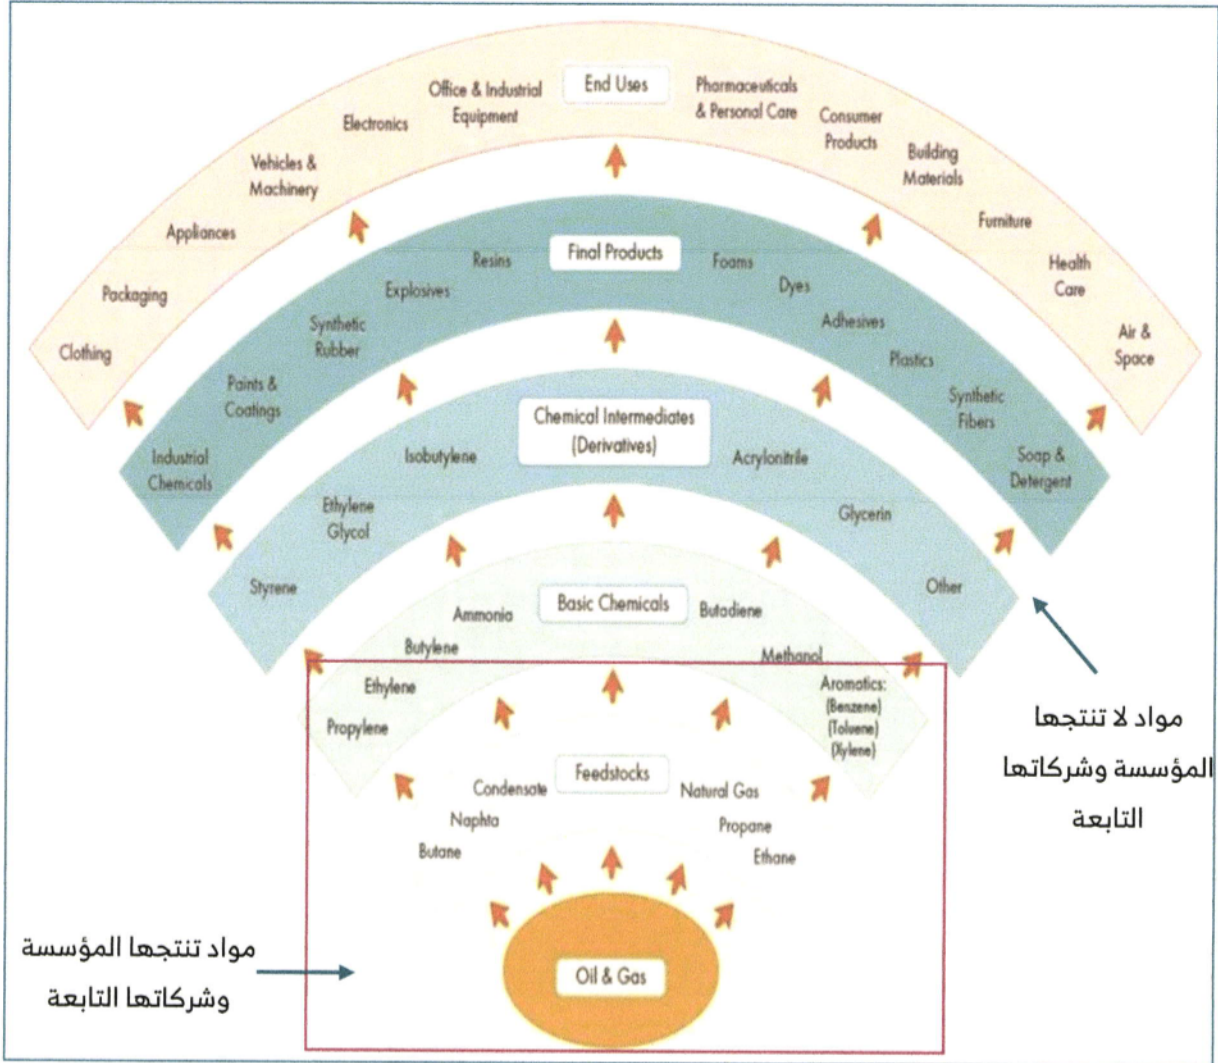 End Uses
Office & Industrial
Equipment
Pharmaceuticals
& Personal Care
Electronics
Consumer
Products
Vehicles &
Machinery
Building
Materials
Appliances
Furniture
Packaging
Health
Care
Clothing
Air &
Space
Final Products
Resins
Foams
Explosives
Dyes
Synthetic
Rubber
Adhesives
Paints &
Coatings
Plastics
Industrial
Chemicals
Synthetic
Fibers
Soap &
Detergent
Chemical Intermediates
(Derivatives)
Isobutylene
Acrylonitrile
Ethylene
Glycol
Glycerin
Styrene
Other
Basic Chemicals
Ammonia
Butadiene
Butylene
Methanol
Ethylene
Aromatics:
(Benzene)
(Toluene)
(Xylene)
Propylene
Feedstocks
Condensate
Natural Gas
Naphta
Propane
Butane
Ethane
Oil & Gas
مواد لا تنتجها
المؤسسة وشركاتها
التابعة
مواد تنتجها المؤسسة
وشركاتها التابعة